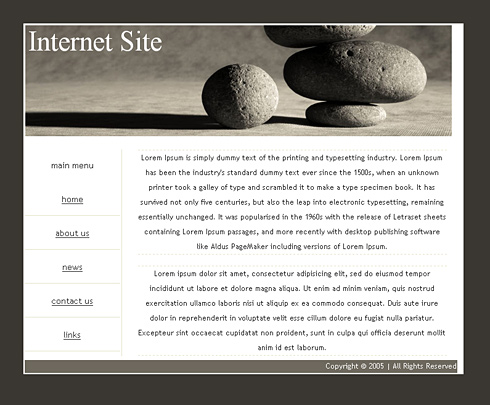 Internet Site
main menu
home
about us
news
contact us
links
Lorem Ipsum is simply dummy text of the printing and typesetting industry. Lorem Ipsum
has been the industry's standard dummy text ever since the 1500s, when an unknown
printer took a galley of type and scrambled it to make a type specimen book. It has
survived not only five centuries, but also the leap into electronic typesetting, remaining
essentially unchanged. It was popularised in the 1960s with the release of Letraset sheets
containing Lorem Ipsum passages, and more recently with desktop publishing software
like Aldus PageMaker including versions of Lorem Ipsum.
Lorem ipsum dolor sit amet, consectetur adipisicing elit, sed do eiusmod tempor
incididunt ut labore et dolore magna aliqua. Ut enim ad minim veniam, quis nostrud
exercitation ullamco laboris nisi ut aliquip ex ea commodo consequat. Duis aute irure
dolor in reprehenderit in voluptate velit esse cillum dolore eu fugiat nulla pariatur.
Excepteur sint occaecat cupidatat non proident, sunt in culpa qui officia deserunt mollit
anim id est laborum.
Copyright © 2005 | All Rights Reserved